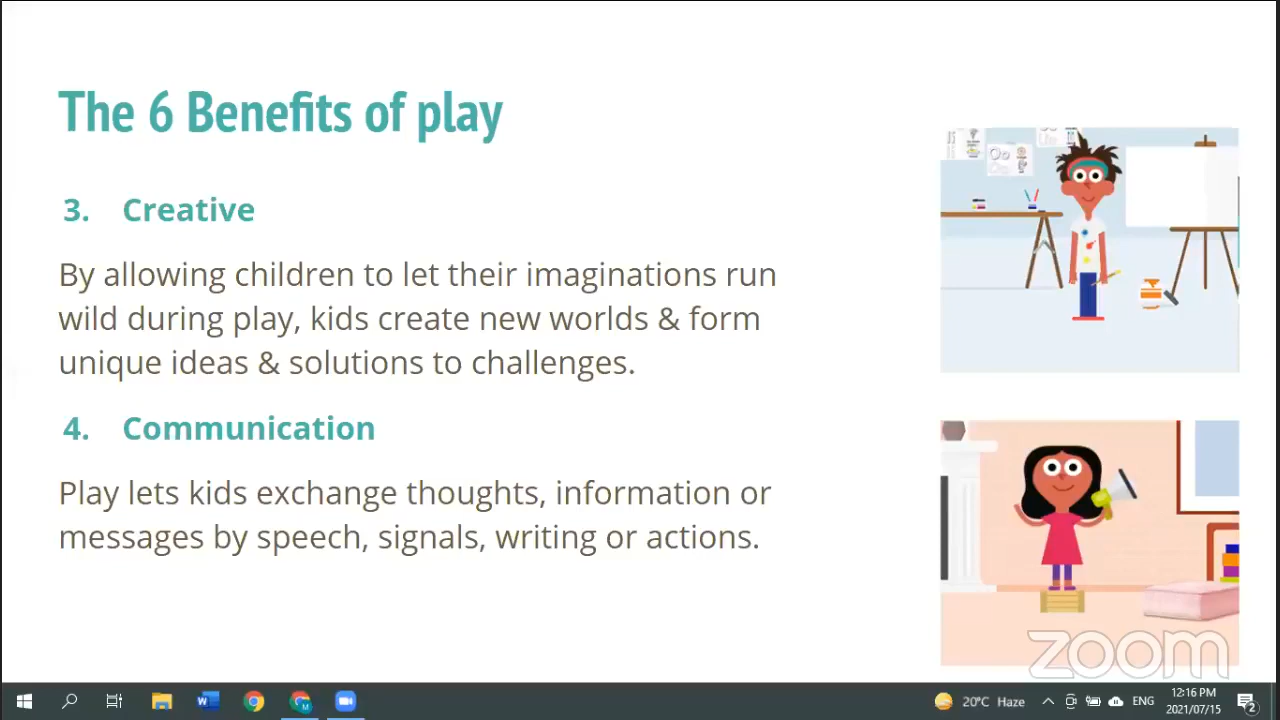 The 6 Benefits of play
3. Creative
By allowing children to let their imaginations run
wild during play, kids create new worlds & form
unique ideas & solutions to challenges.
4. Communication
Play lets kids exchange thoughts, information or
messages by speech, signals, writing or actions.
zoom
20°C Haze
ENG
12:16 PM
2021/07/15
2